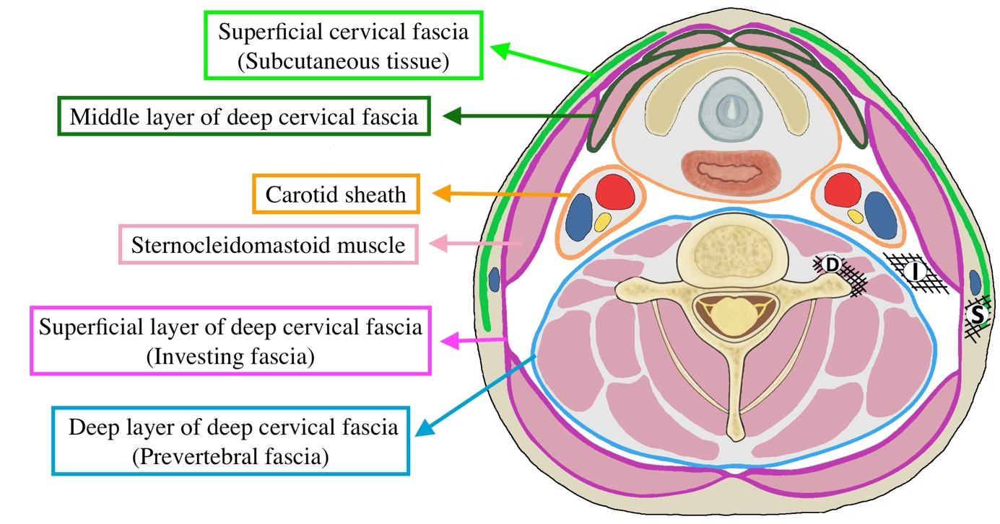 Superficial cervical fascia
(Subcutaneous tissue)
Middle layer of deep cervical fascia
Carotid sheath
Sternocleidomastoid muscle
Superficial layer of deep cervical fascia
(Investing fascia)
Deep layer of deep cervical fascia
(Prevertebral fascia)
D
I
S